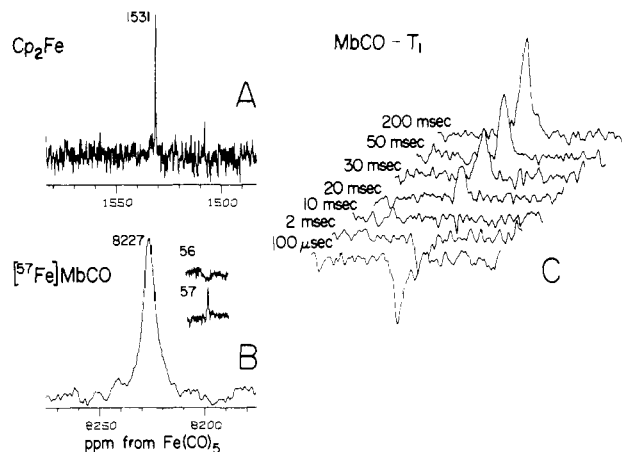 Cp₂Fe
1531
A
1550
1500
[⁵⁷Fe]MbCO
8227
56
57
B
8250
8200
ppm from Fe(CO)₅
MbCO - T₁
200 msec
50 msec
30 msec
20 msec
10 msec
2 msec
100 μsec
C